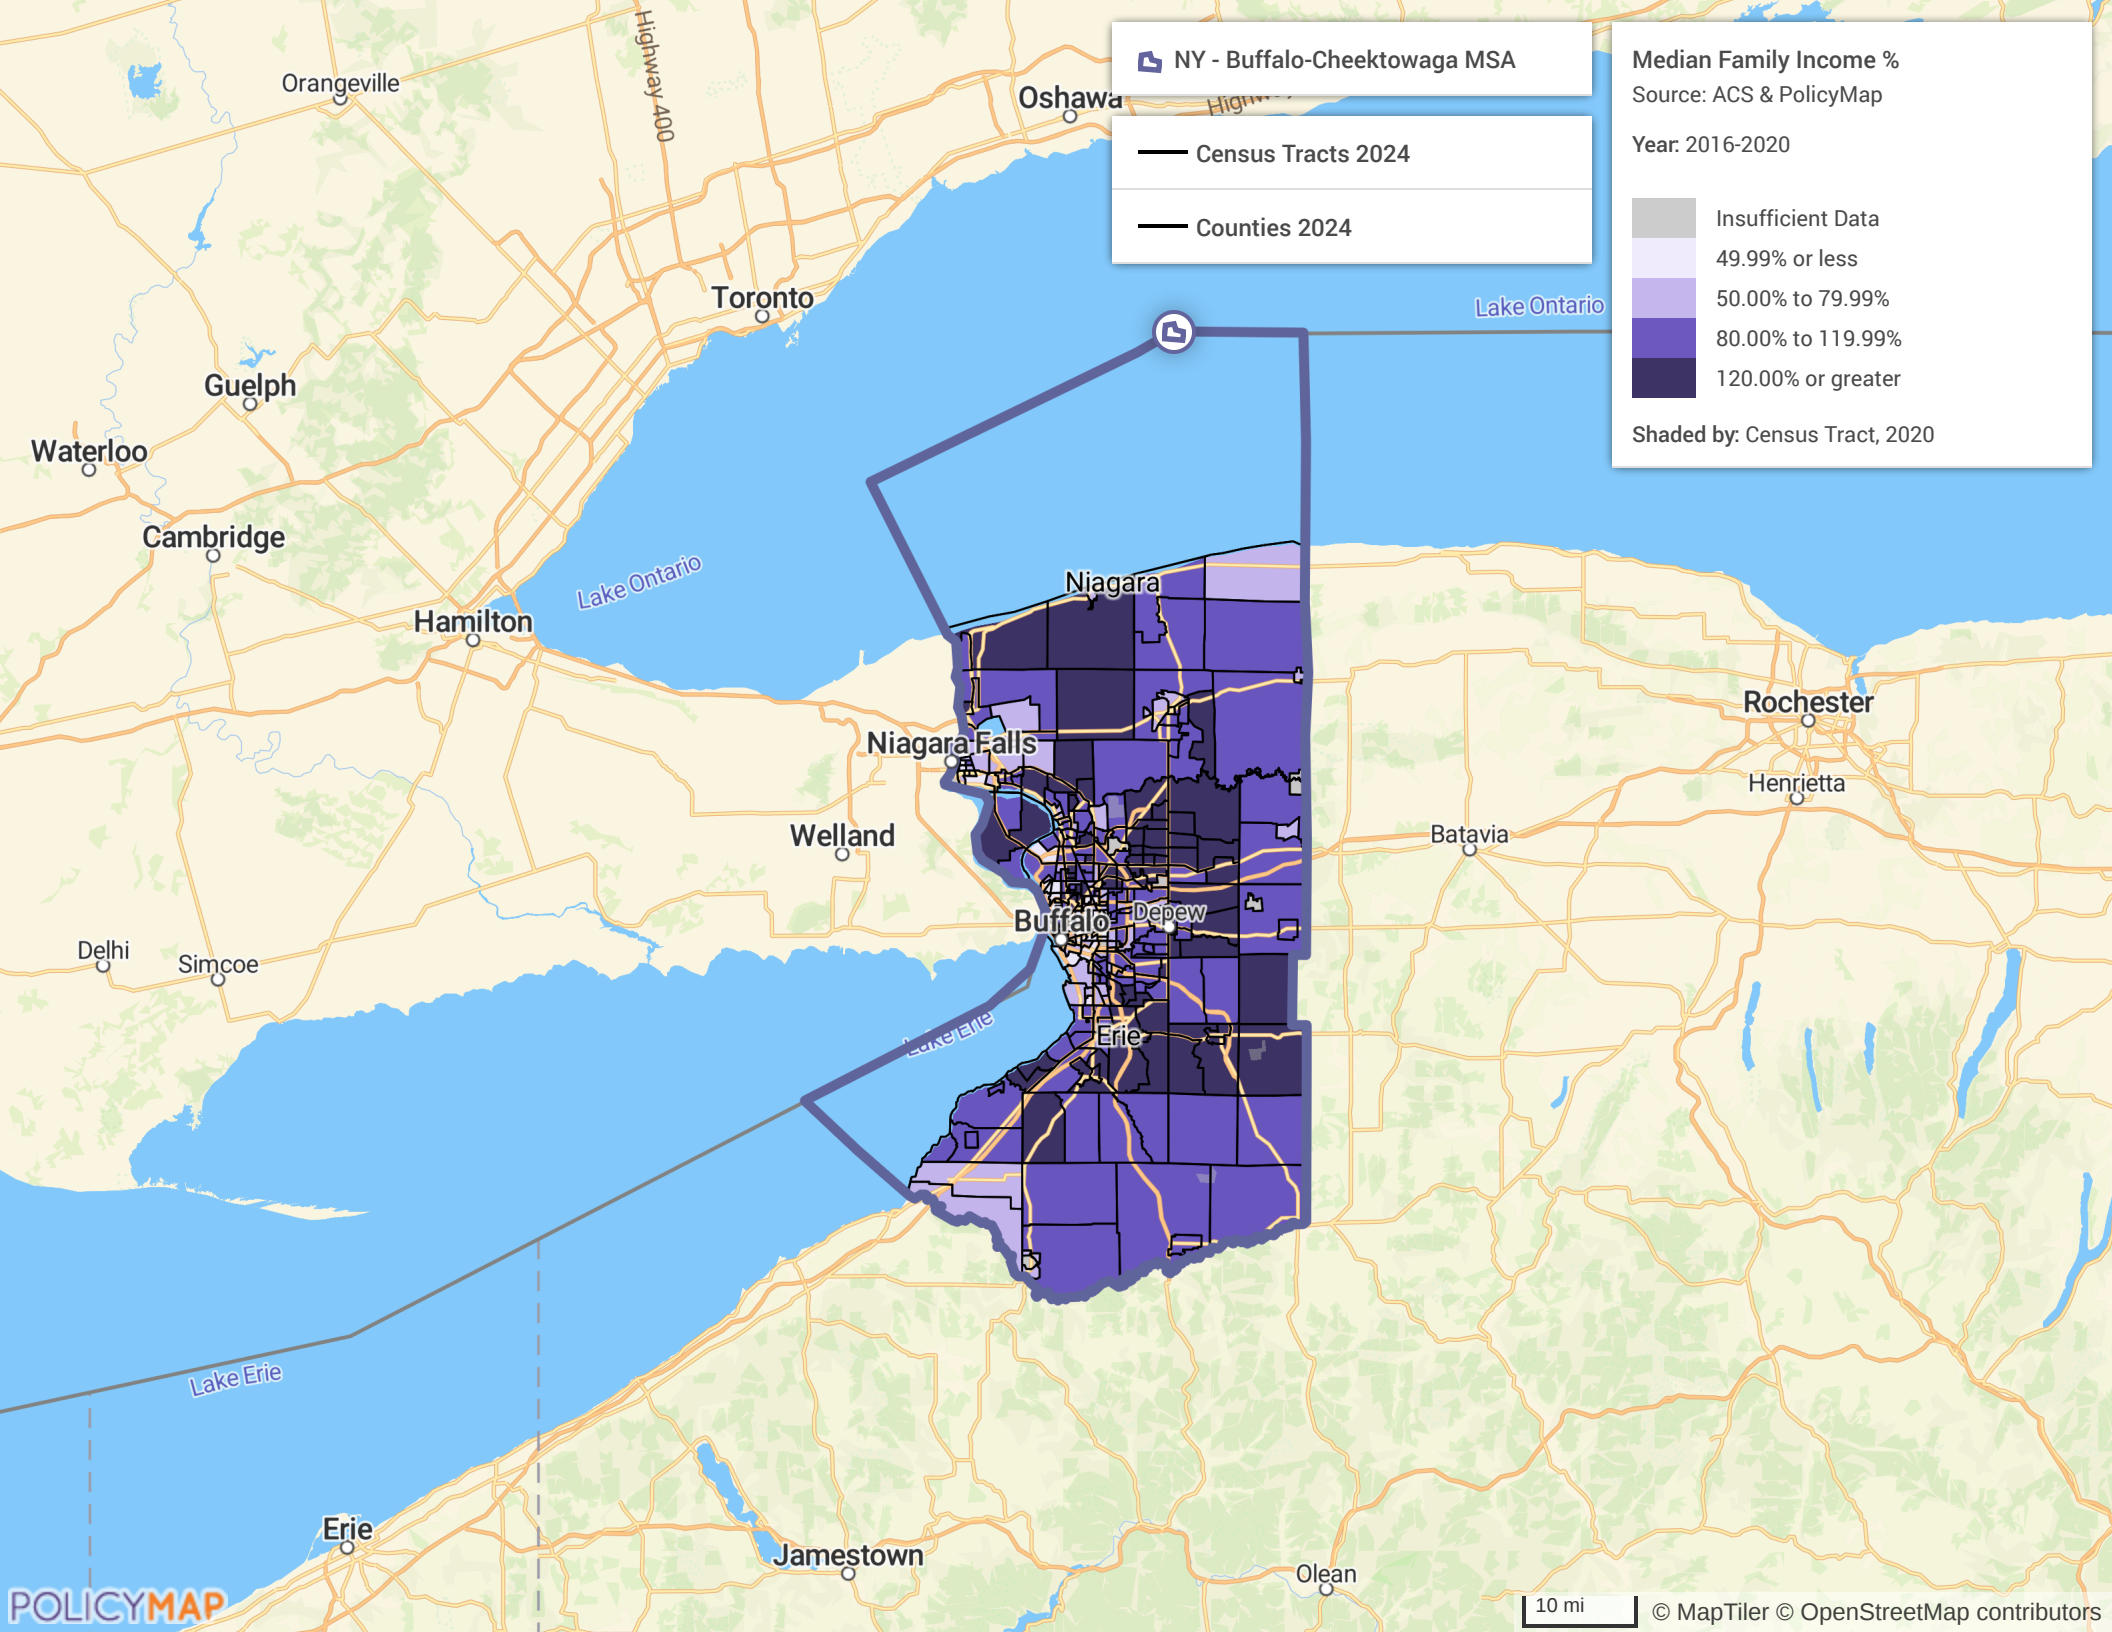 NY - Buffalo-Cheektowaga MSA
Census Tracts 2024
Counties 2024
Median Family Income %
Source: ACS & PolicyMap
Year: 2016-2020
Insufficient Data
49.99% or less
50.00% to 79.99%
80.00% to 119.99%
120.00% or greater
Shaded by: Census Tract, 2020
Highway 400
Orangeville
Oshawa
Toronto
Lake Ontario
Guelph
Waterloo
Cambridge
Lake Ontario
Niagara
Hamilton
Rochester
Niagara Falls
Henrietta
Welland
Batavia
Depew
Buffalo
Delhi
Simcoe
Lake Erie
Erie
Lake Erie
Erie
Jamestown
Olean
POLICYMAP
10 mi
© MapTiler © OpenStreetMap contributors